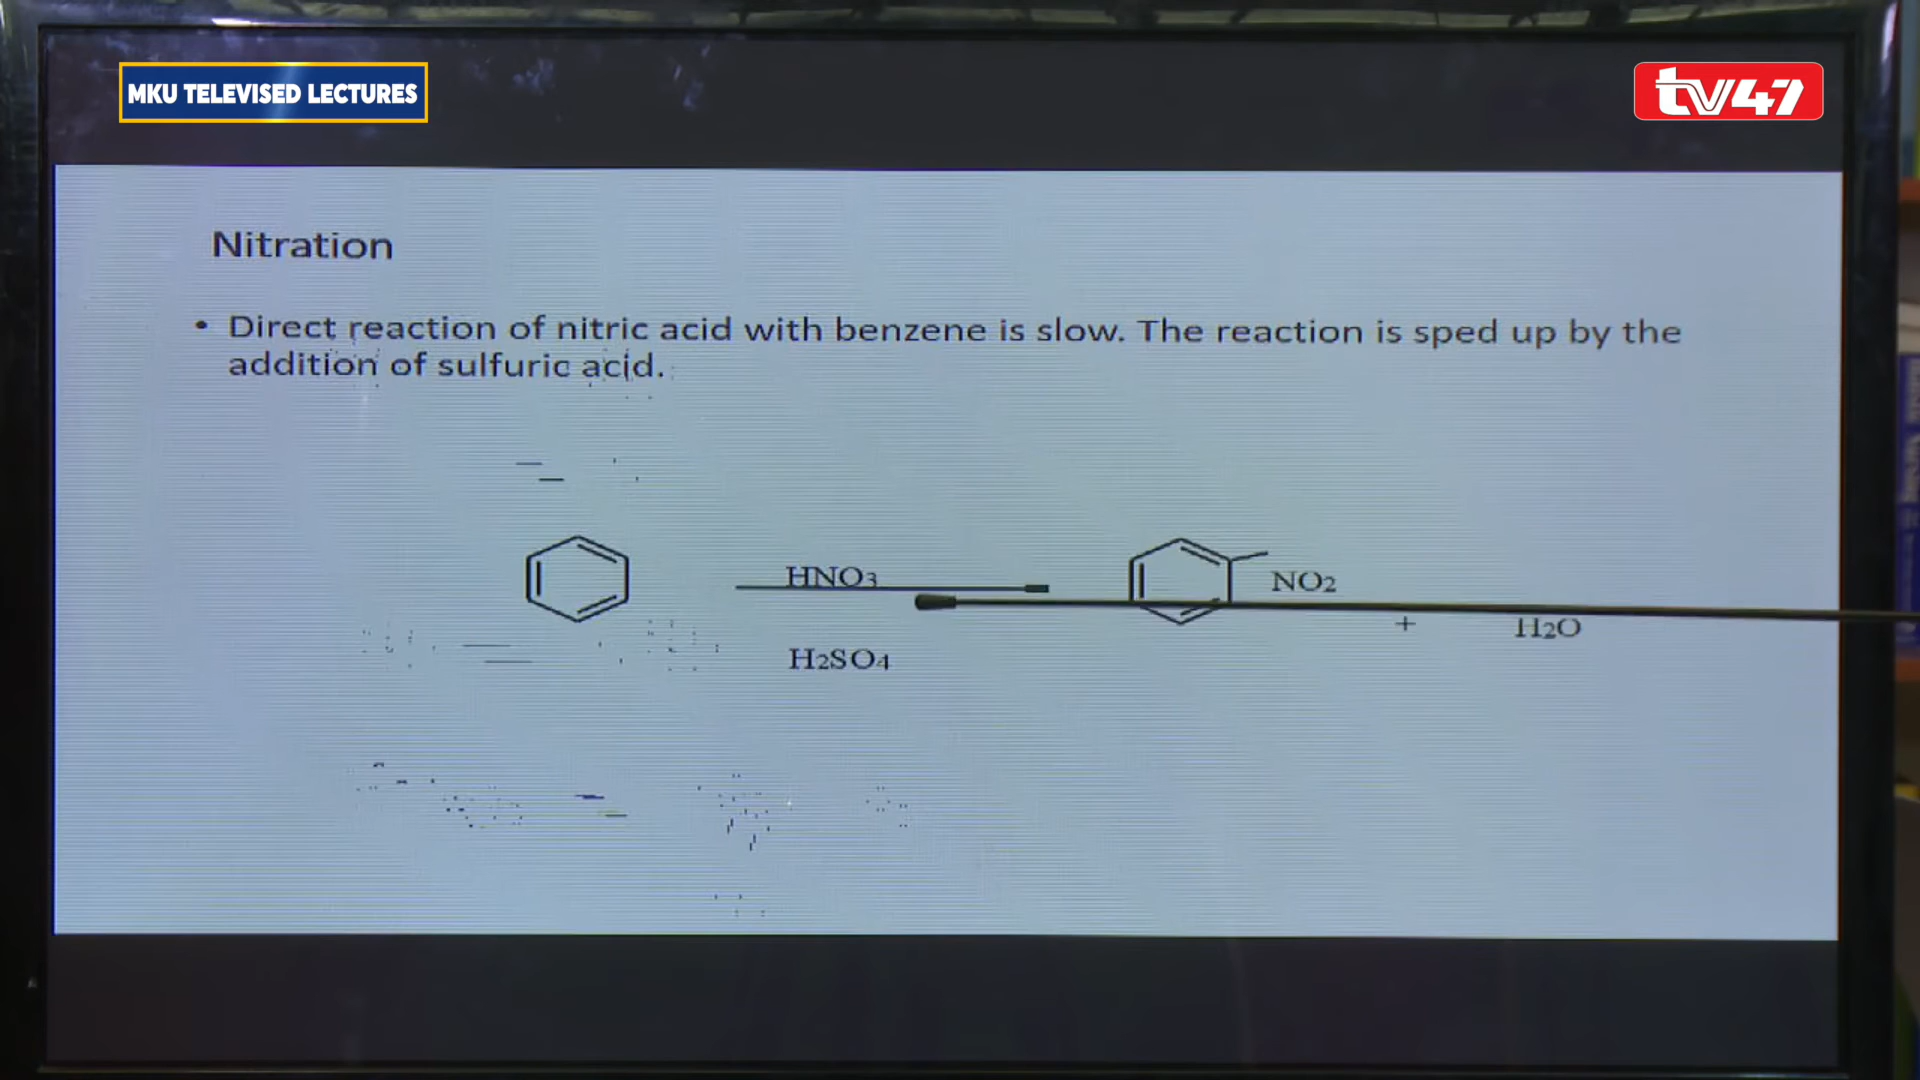 MKU TELEVISED LECTURES
tv47
Nitration
• Direct reaction of nitric acid with benzene is slow. The reaction is sped up by the
addition of sulfuric acid.
HNO3
NO2
+ H2O
H2SO4